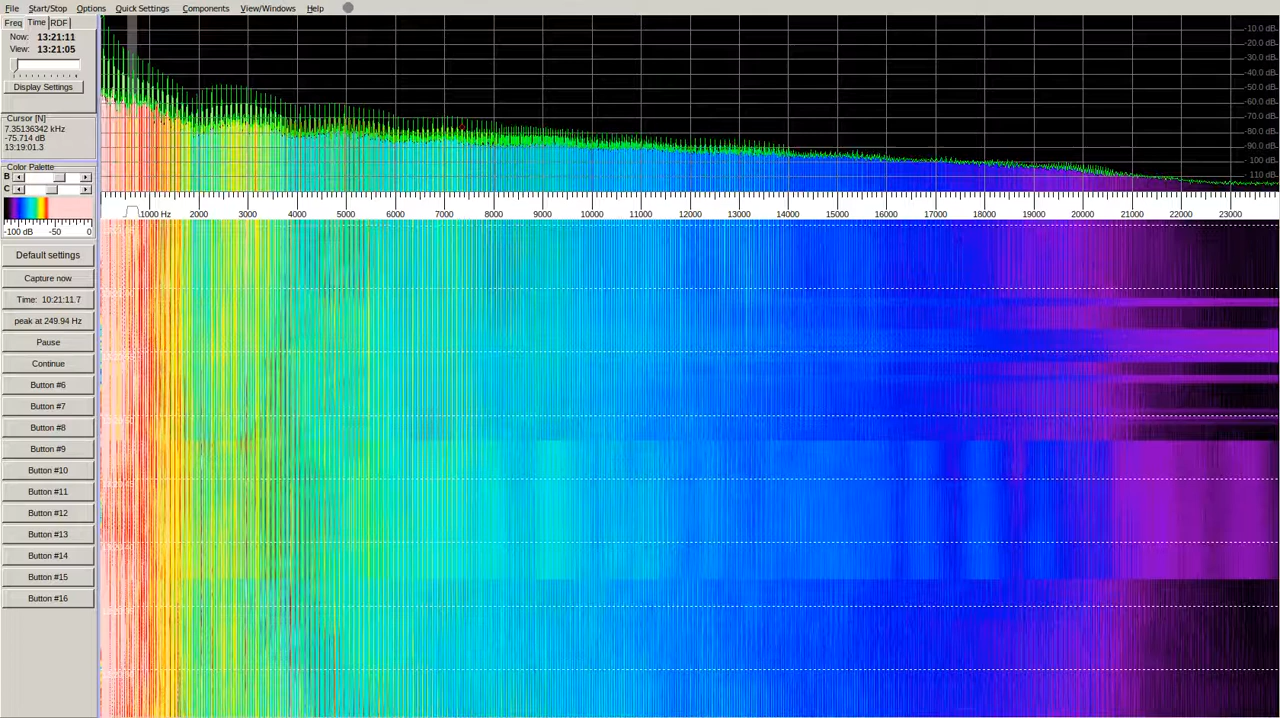 File Start/Stop Options Quick Settings Components View/Windows Help
Freq Time RDF
Now: 13:21:11
View: 13:21:05
Display Settings
Cursor [N]
7.35136342 kHz
-75.714 dB
13:19:01.3
Color Palette
B
C
-100 dB -50 0
Default settings
Capture now
Time: 10:21:11.7
peak at 249.94 Hz
Pause
Continue
Button #6
Button #7
Button #8
Button #9
Button #10
Button #11
Button #12
Button #13
Button #14
Button #15
Button #16
-10.0 dB
-20.0 dB
-30.0 dB
-40.0 dB
-50.0 dB
-60.0 dB
-70.0 dB
-80.0 dB
-90.0 dB
-100 dB
-110 dB
1000 Hz 2000 3000 4000 5000 6000 7000 8000 9000 10000 11000 12000 13000 14000 15000 16000 17000 18000 19000 20000 21000 22000 23000